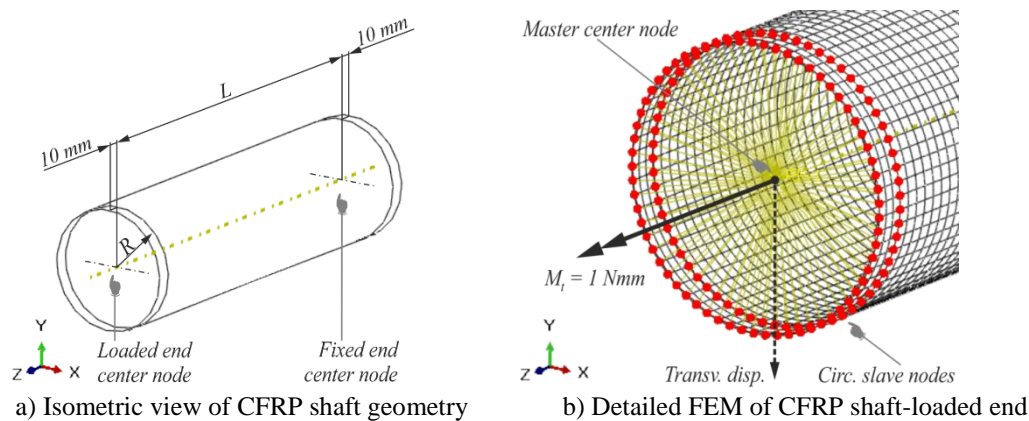 10 mm
L
10 mm
R
Y
Z
X
Loaded end
center node
Fixed end
center node
a) Isometric view of CFRP shaft geometry
Master center node
M_t = 1 Nmm
Y
Z
X
Transv. disp.
Circ. slave nodes
b) Detailed FEM of CFRP shaft-loaded end